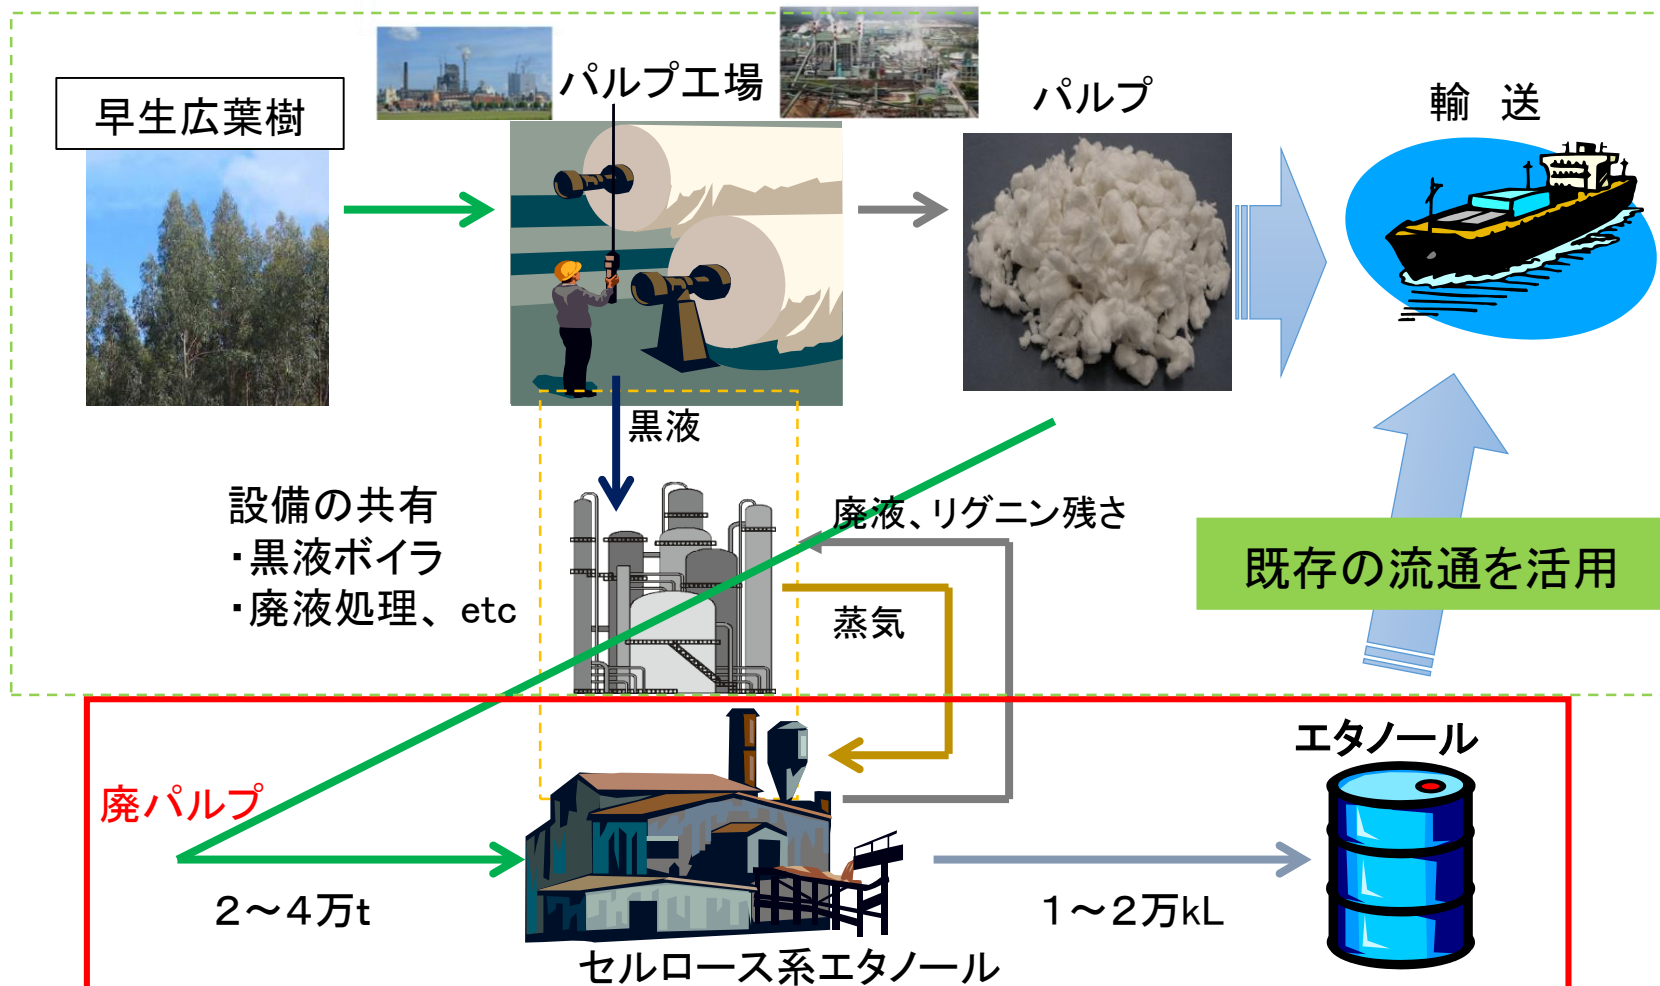 早生広葉樹
パルプ工場
パルプ
輸 送
黒液
設備の共有
・黒液ボイラ
・廃液処理、etc
廃液、リグニン残さ
蒸気
既存の流通を活用
廃パルプ
エタノール
2～4万t
1～2万kL
セルロース系エタノール